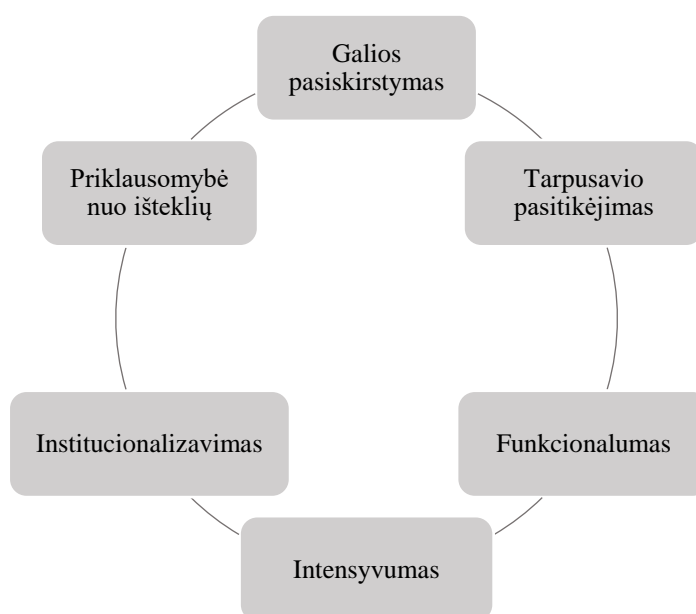 Galios
pasiskirstymas
Tarpusavio
pasitikėjimas
Funkcionalumas
Intensyvumas
Institucionalizavimas
Priklausomybė
nuo išteklių